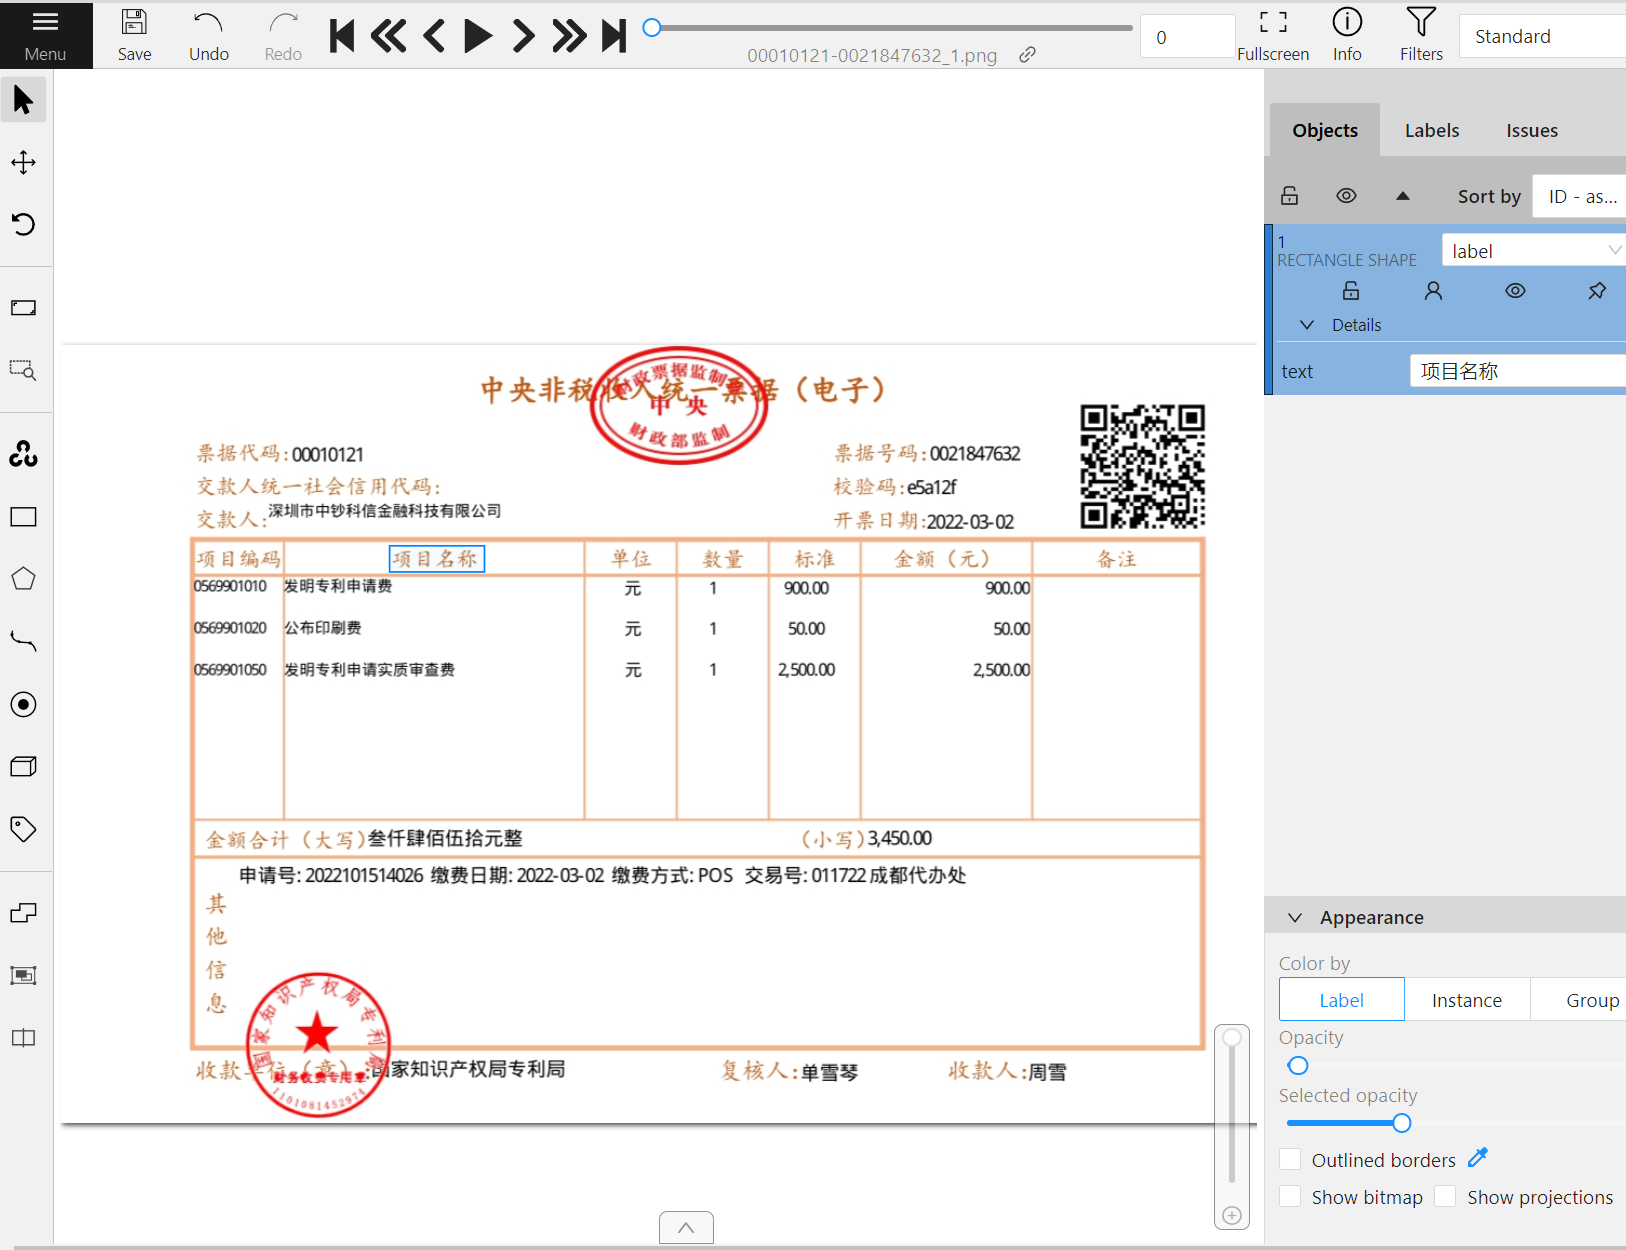 Menu
Save
Undo
Redo
00010121-0021847632_1.png
0
Fullscreen
Info
Filters
Standard
Objects
Labels
Issues
Sort by
ID - as...
1
RECTANGLE SHAPE
label
Details
text
项目名称
中央非税收入统一票据（电子）
财政票据监制
中央
财政部监制
票据代码:00010121
票据号码:0021847632
交款人统一社会信用代码:
校验码:e5a12f
交款人:深圳市中钞科信金融科技有限公司
开票日期:2022-03-02
项目编码 项目名称 单位 数量 标准 金额（元） 备注
0569901010 发明专利申请费 元 1 900.00 900.00
0569901020 公布印刷费 元 1 50.00 50.00
0569901050 发明专利申请实质审查费 元 1 2,500.00 2,500.00
金额合计（大写）叁仟肆佰伍拾元整 （小写）3,450.00
申请号: 2022101514026 缴费日期: 2022-03-02 缴费方式: POS 交易号: 011722 成都代办处
其他信息
国家知识产权局专利局
财务收费专用章
1101081452974
收款单位（章）:国家知识产权局专利局
复核人:单雪琴
收款人:周雪
Appearance
Color by
Label
Instance
Group
Opacity
Selected opacity
Outlined borders
Show bitmap
Show projections